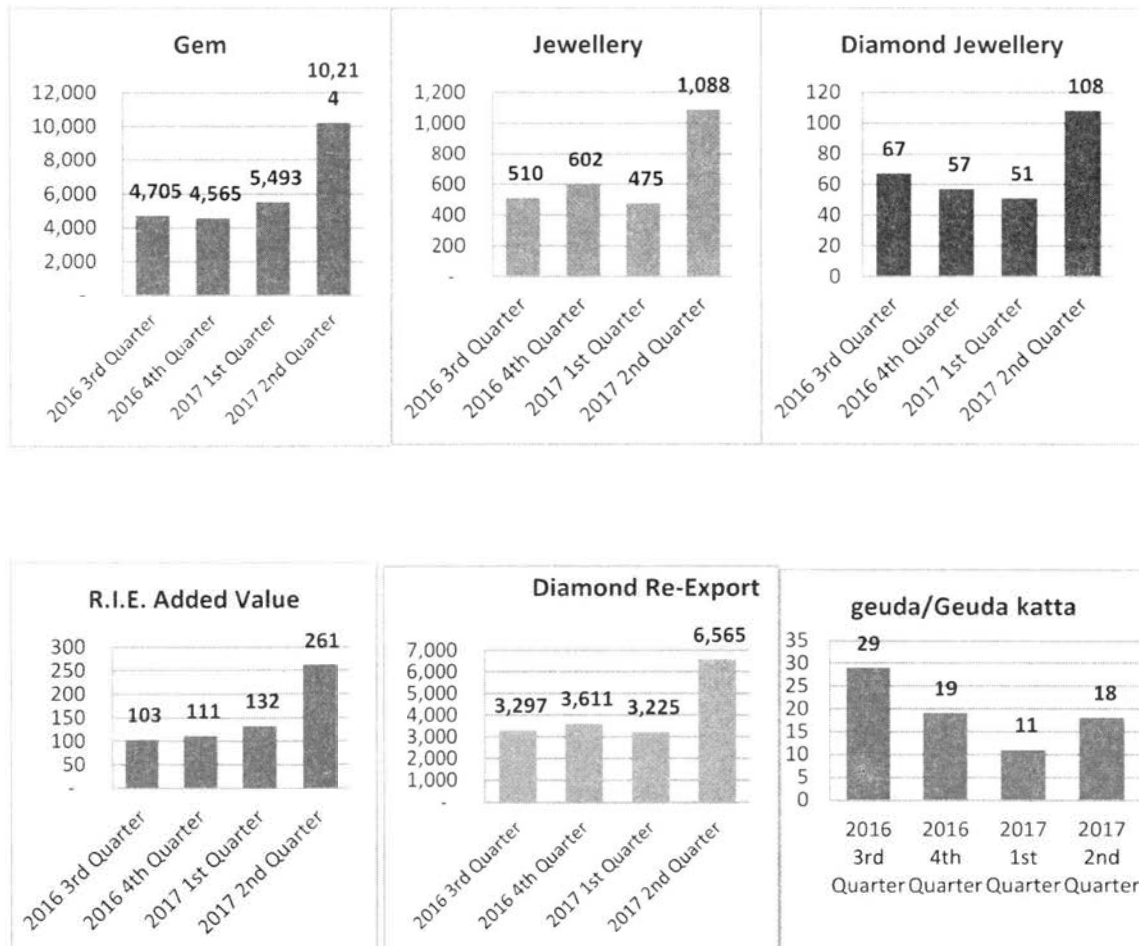 Gem
10,21
4
12,000
10,000
8,000
6,000
4,000
2,000
-
4,705
4,565
5,493
2016 3rd Quarter
2016 4th Quarter
2017 1st Quarter
2017 2nd Quarter
Jewellery
1,200
1,000
800
600
400
200
-
510
602
475
1,088
2016 3rd Quarter
2016 4th Quarter
2017 1st Quarter
2017 2nd Quarter
Diamond Jewellery
120
100
80
60
40
20
0
67
57
51
108
2016 3rd Quarter
2016 4th Quarter
2017 1st Quarter
2017 2nd Quarter
R.I.E. Added Value
300
250
200
150
100
50
-
103
111
132
261
2016 3rd Quarter
2016 4th Quarter
2017 1st Quarter
2017 2nd Quarter
Diamond Re-Export
7,000
6,000
5,000
4,000
3,000
2,000
1,000
-
3,297
3,611
3,225
6,565
2016 3rd Quarter
2016 4th Quarter
2017 1st Quarter
2017 2nd Quarter
geuda/Geuda katta
35
30
25
20
15
10
5
0
29
19
11
18
2016 2016 2017 2017
3rd 4th 1st 2nd
Quarter Quarter Quarter Quarter